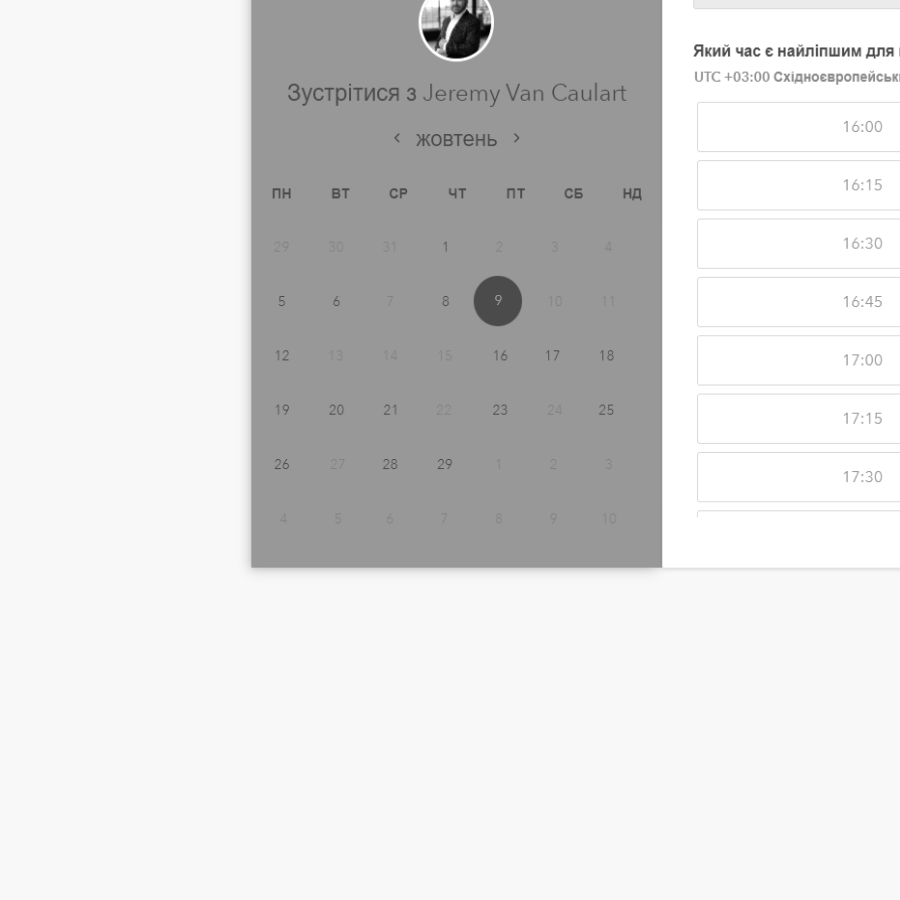 Зустрітися з Jeremy Van Caulart
жовтень
ПН ВТ СР ЧТ ПТ СБ НД
29 30 31 1 2 3 4
5 6 7 8 9 10 11
12 13 14 15 16 17 18
19 20 21 22 23 24 25
26 27 28 29 1 2 3
4 5 6 7 8 9 10
Який час є найліпшим для
UTC +03:00
16:00
16:15
16:30
16:45
17:00
17:15
17:30